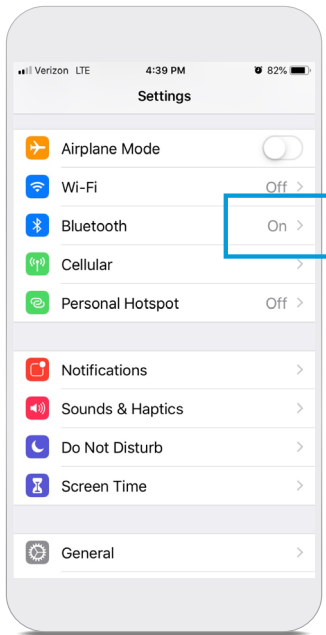 Verizon LTE 4:39 PM 82%
Settings
Airplane Mode
Wi-Fi Off
Bluetooth On
Cellular
Personal Hotspot Off
Notifications
Sounds & Haptics
Do Not Disturb
Screen Time
General